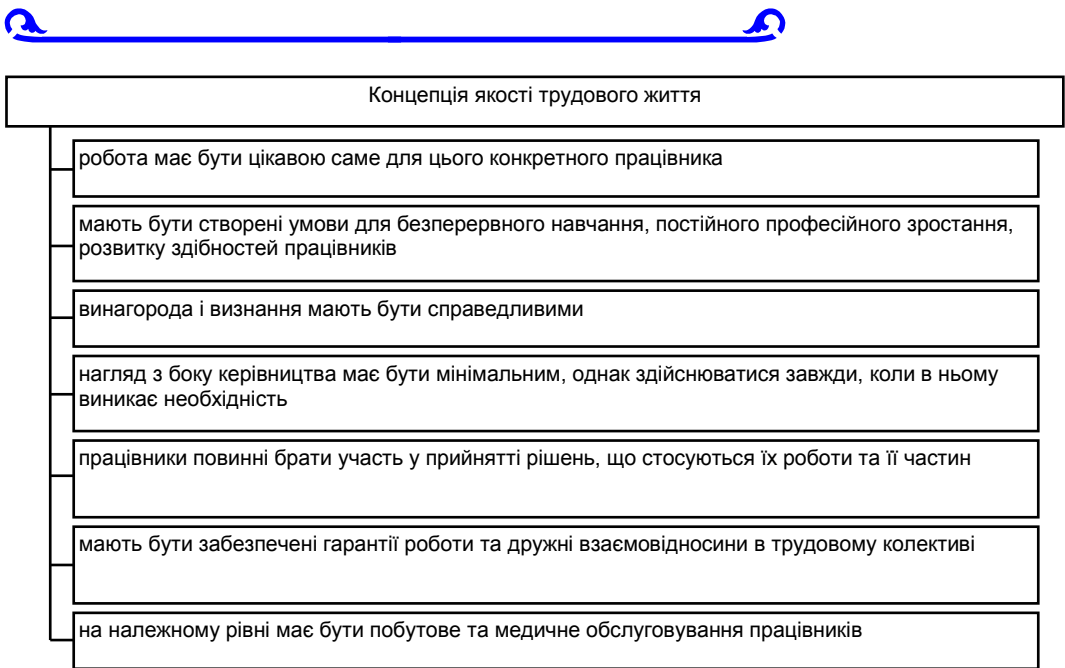 Концепція якості трудового життя
робота має бути цікавою саме для цього конкретного працівника
мають бути створені умови для безперервного навчання, постійного професійного зростання,
розвитку здібностей працівників
винагорода і визнання мають бути справедливими
нагляд з боку керівництва має бути мінімальним, однак здійснюватися завжди, коли в ньому
виникає необхідність
працівники повинні брати участь у прийнятті рішень, що стосуються їх роботи та її частин
мають бути забезпечені гарантії роботи та дружні взаємовідносини в трудовому колективі
на належному рівні має бути побутове та медичне обслуговування працівників